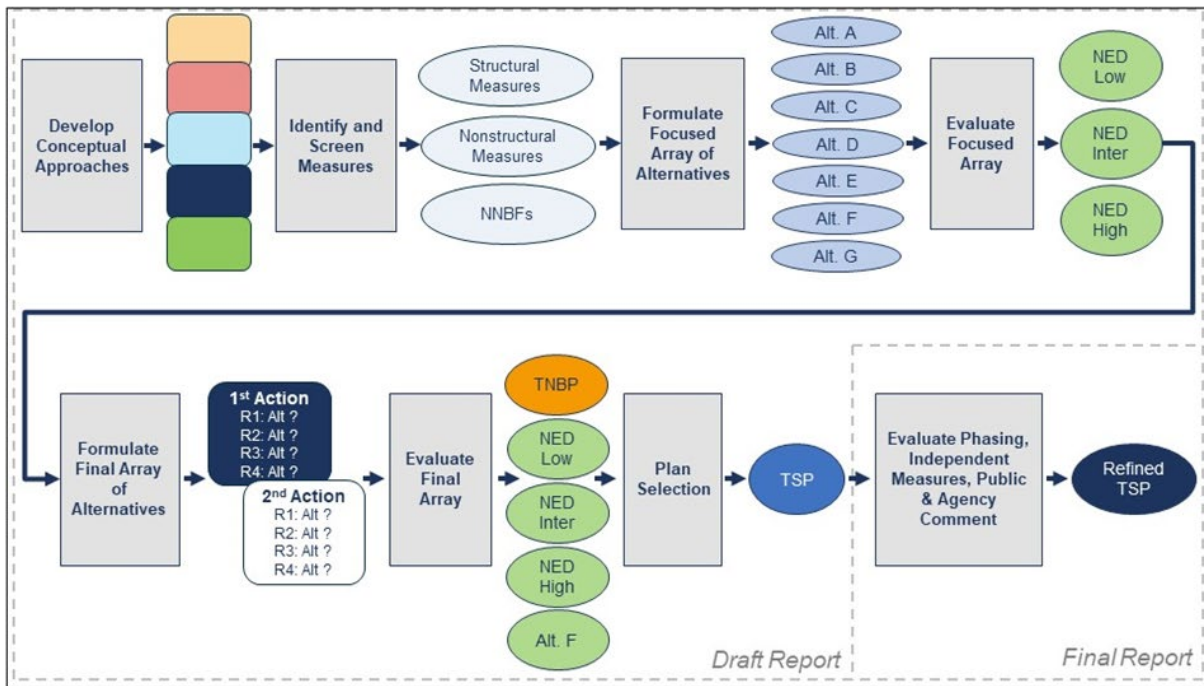 Develop
Conceptual
Approaches
Identify and
Screen
Measures
Structural
Measures
Nonstructural
Measures
NNBFs
Formulate
Focused
Array of
Alternatives
Alt. A
Alt. B
Alt. C
Alt. D
Alt. E
Alt. F
Alt. G
Evaluate
Focused
Array
NED
Low
NED
Inter
NED
High
Formulate
Final Array
of
Alternatives
1st Action
R1: Alt ?
R2: Alt ?
R3: Alt ?
R4: Alt ?
2nd Action
R1: Alt ?
R2: Alt ?
R3: Alt ?
R4: Alt ?
Evaluate
Final
Array
TNBP
NED
Low
NED
Inter
NED
High
Alt. F
Plan
Selection
TSP
Evaluate Phasing,
Independent
Measures, Public
& Agency
Comment
Refined
TSP
Draft Report
Final Report